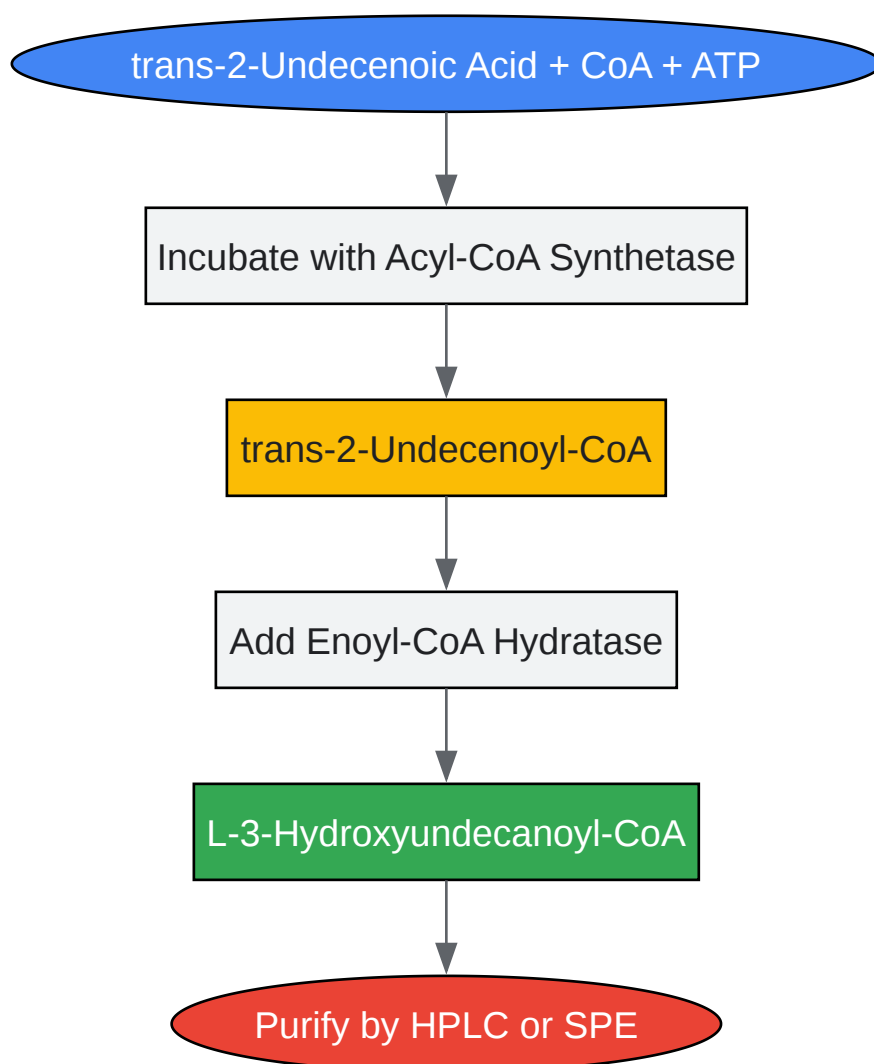 trans-2-Undecenoic Acid + CoA + ATP
Incubate with Acyl-CoA Synthetase
trans-2-Undecenoyl-CoA
Add Enoyl-CoA Hydratase
L-3-Hydroxyundecanoyl-CoA
Purify by HPLC or SPE